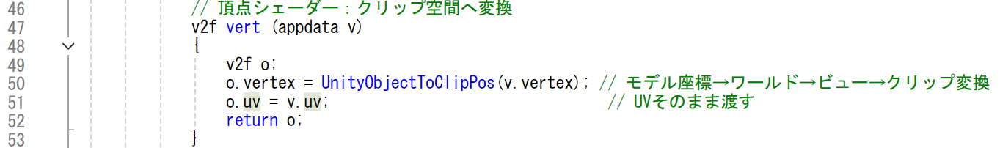 46 // 頂点シェーダー：クリップ空間へ変換
47 v2f vert (appdata v)
48 {
49 v2f o;
50 o.vertex = UnityObjectToClipPos(v.vertex); // モデル座標→ワールド→ビュー→クリップ変換
51 o.uv = v.uv; // UVそのまま渡す
52 return o;
53 }